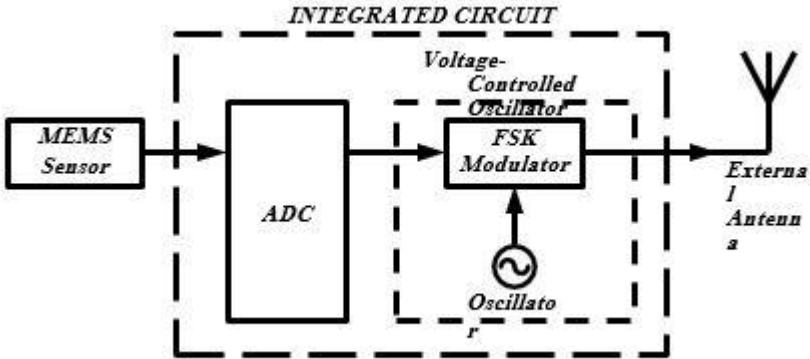 INTEGRATED CIRCUIT
Voltage-
Controlled
Oscillator
MEMS
Sensor
ADC
FSK
Modulator
Oscillato
r
Externa
l
Antenn
a